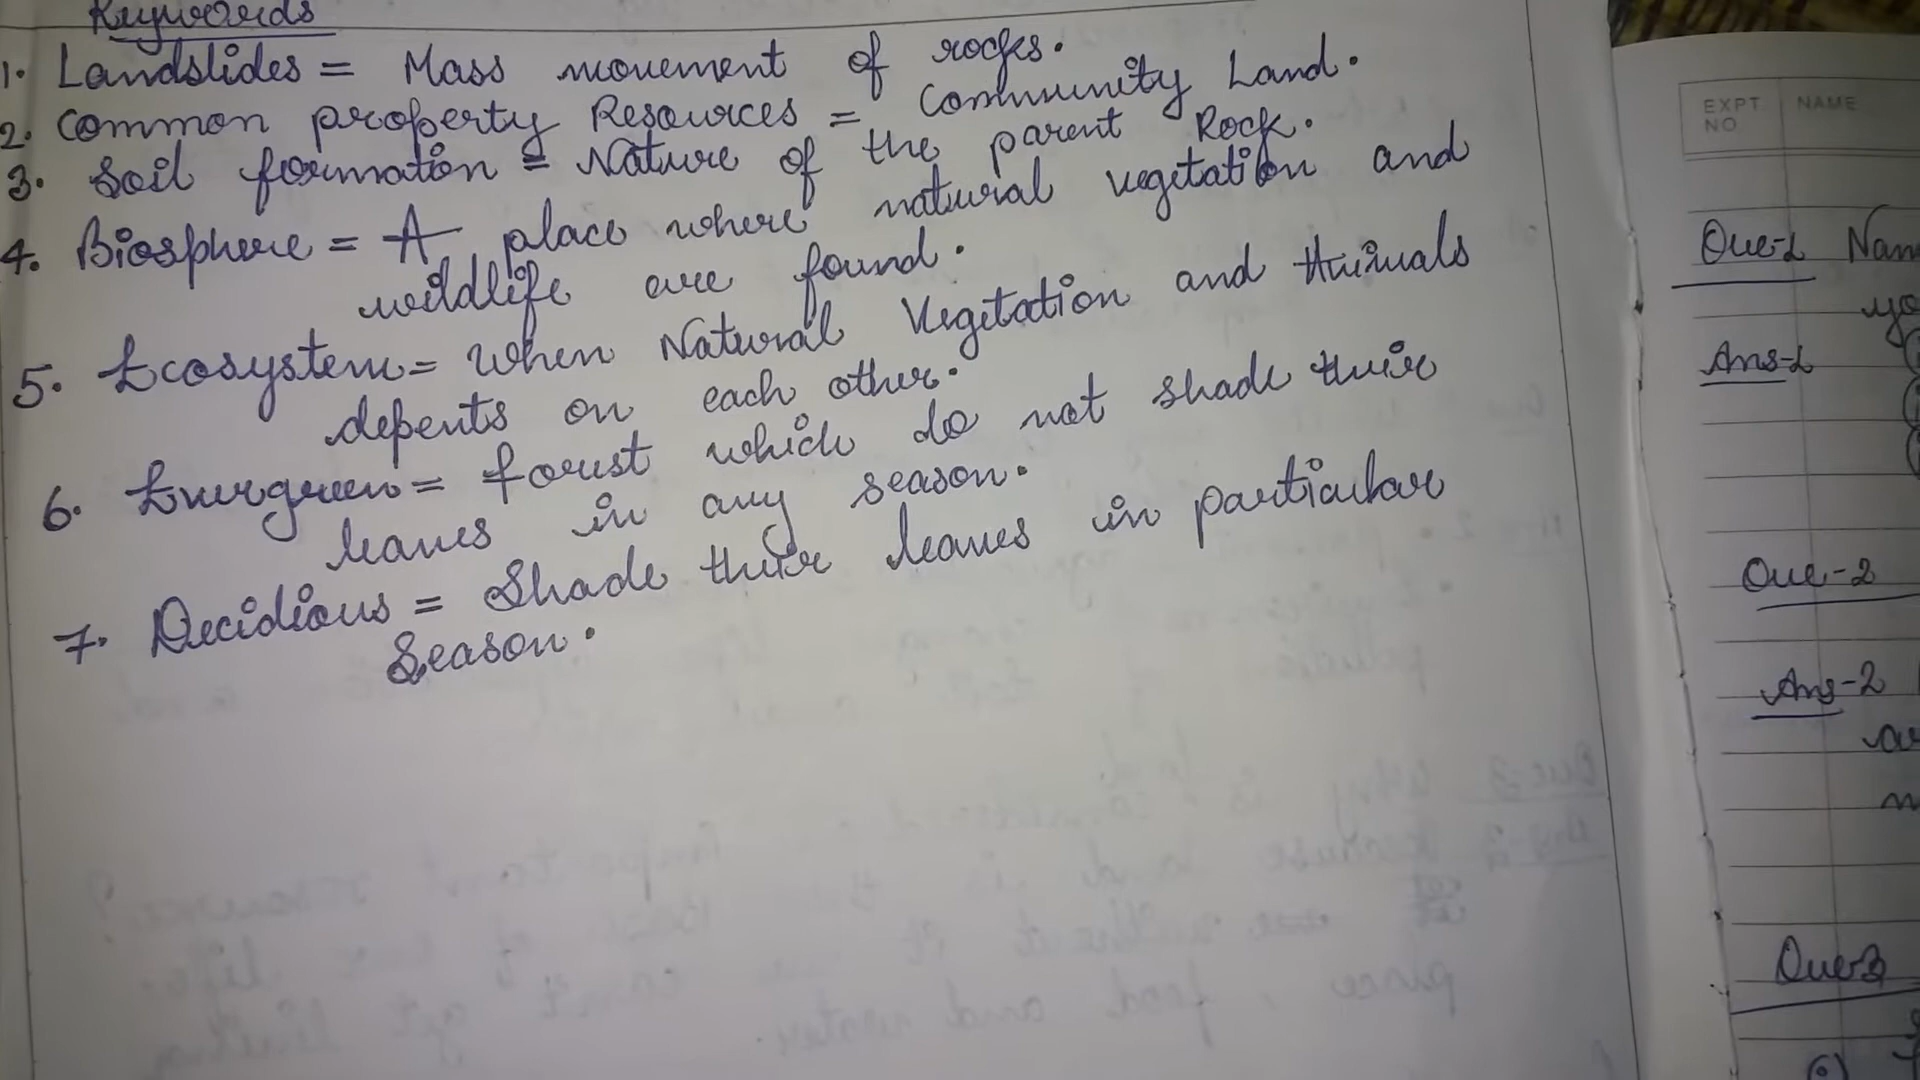 Keywords
1. Landslides = Mass movement of rocks.
2. Common property Resources = Community Land.
3. Soil formation = Nature of the parent Rock.
4. Biosphere = A place where natural vegetation and
wildlife are found.
5. Ecosystem = When Natural Vegetation and Animals
depents on each other.
6. Evergreen = forest which do not shade their
leaves in any season.
7. Decidious = Shade their leaves in particular
Season.
EXPT NO
NAME
Que-1 Nam
yo
Ans-1
Que-2
Ans-2
Que3